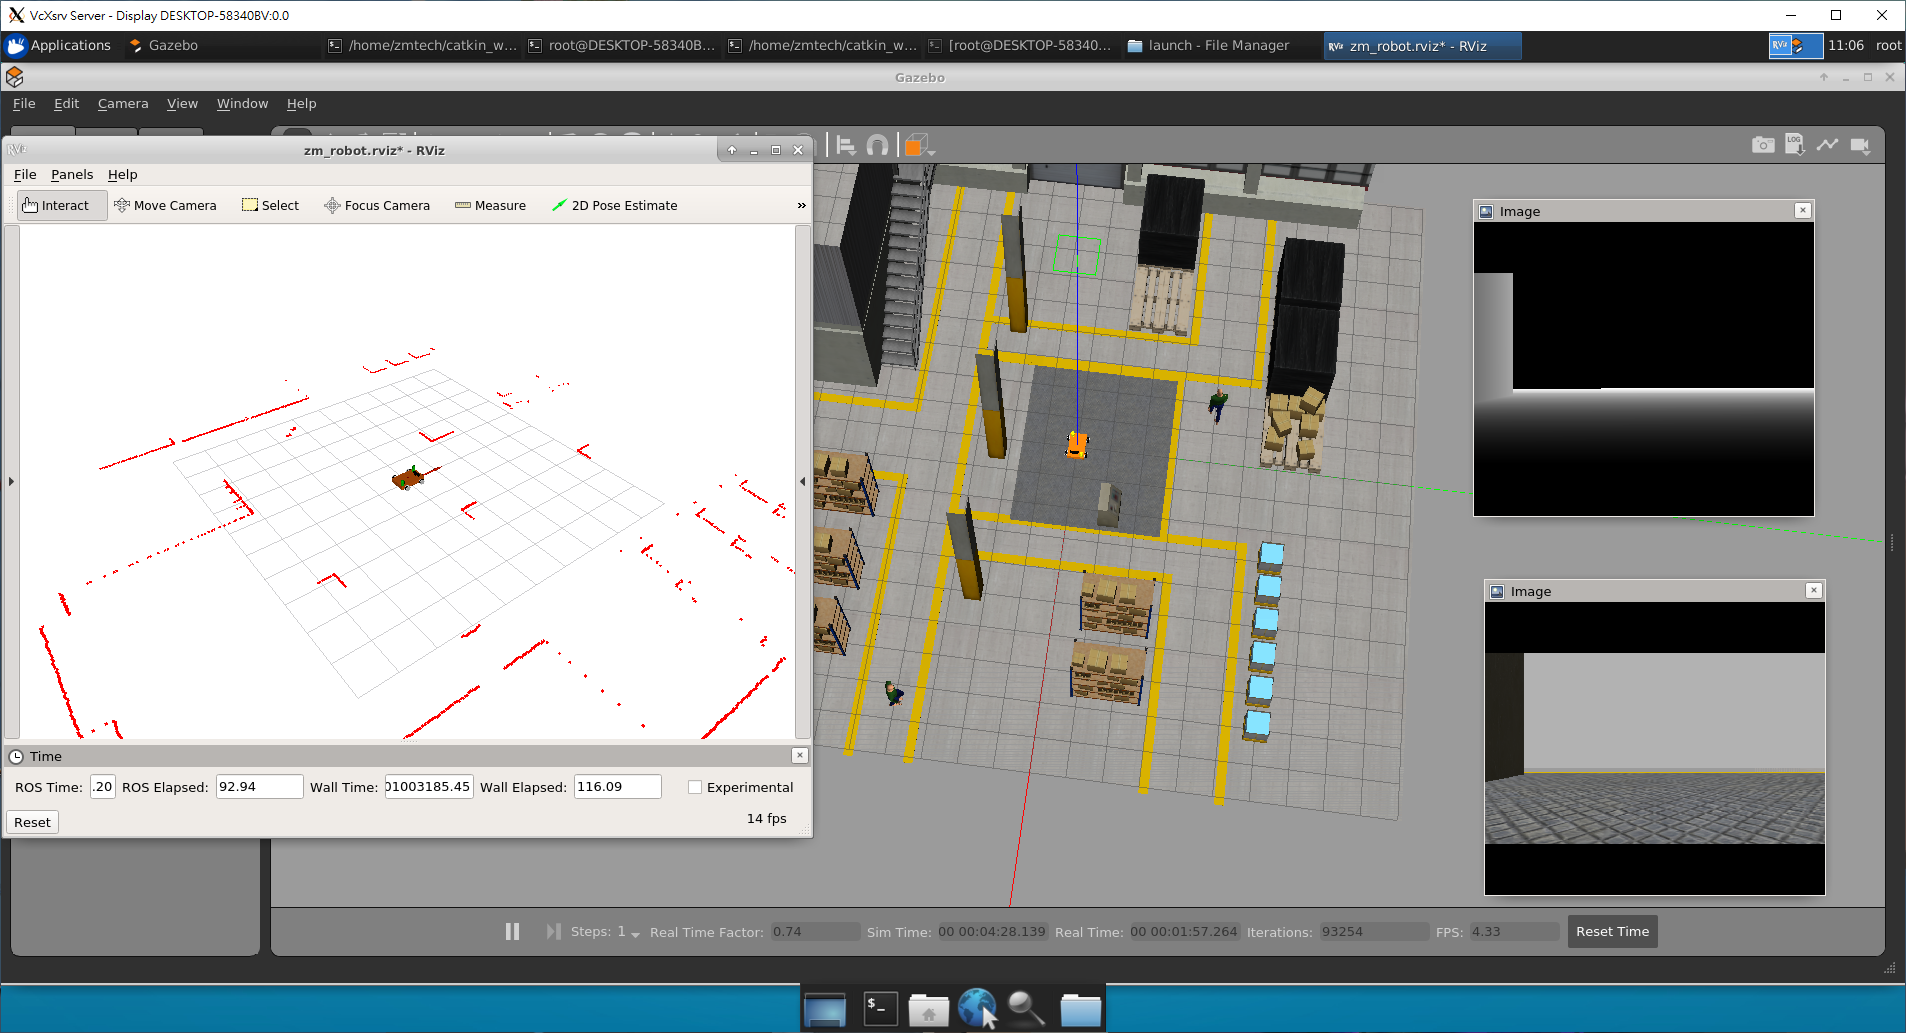 VcXsrv Server - Display DESKTOP-58340BV:0.0
Applications
Gazebo
/home/zmtech/catkin_w...
root@DESKTOP-58340B...
/home/zmtech/catkin_w...
[root@DESKTOP-58340...
launch - File Manager
RViz zm_robot.rviz* - RViz
RViz
11:06
root
Gazebo
File Edit Camera View Window Help
zm_robot.rviz* - RViz
File Panels Help
Interact Move Camera Select Focus Camera Measure 2D Pose Estimate »
LOG
Image
Image
Time
ROS Time: .20 ROS Elapsed: 92.94 Wall Time: 01003185.45 Wall Elapsed: 116.09 Experimental
Reset
14 fps
Steps: 1 Real Time Factor: 0.74 Sim Time: 00 00:04:28.139 Real Time: 00 00:01:57.264 Iterations: 93254 FPS: 4.33 Reset Time